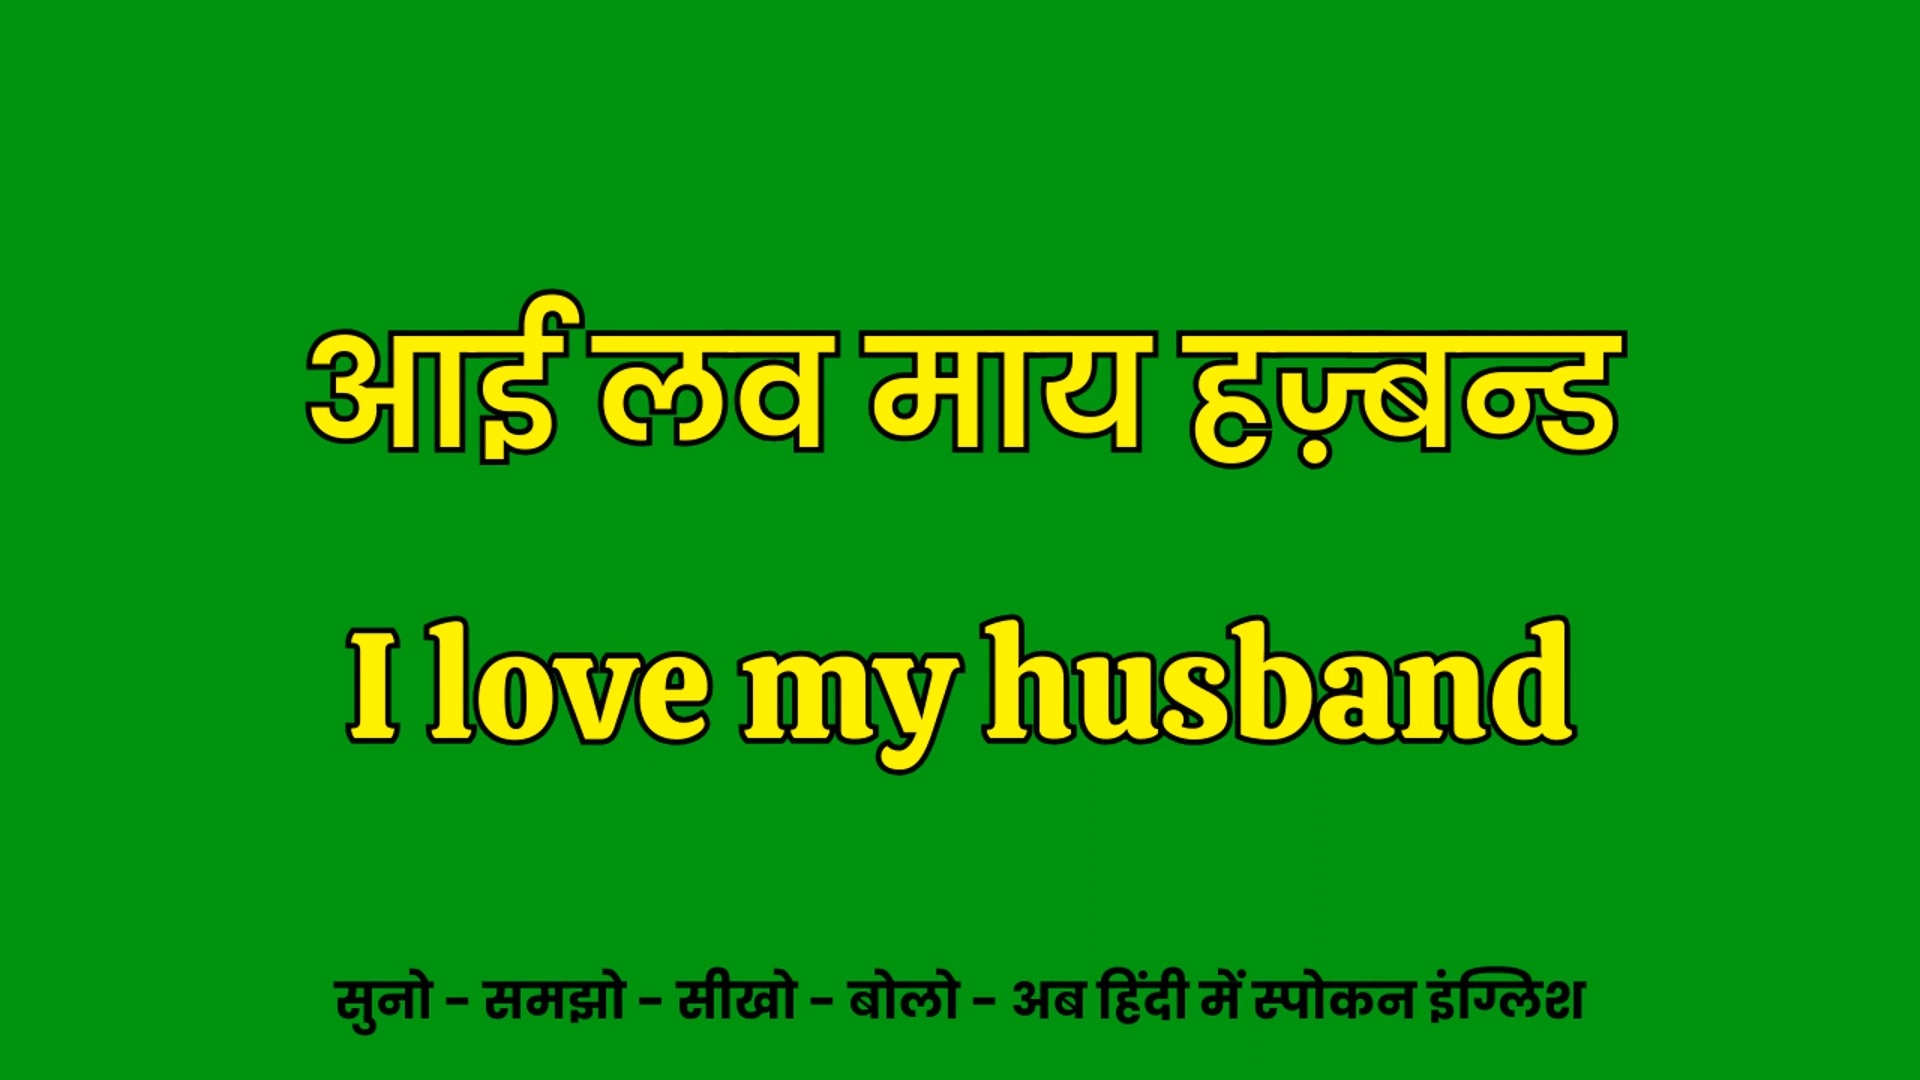 आई लव माय हज़्बन्ड
I love my husband
सुनो - समझो - सीखो - बोलो - अब हिंदी में स्पोकन इंग्लिश